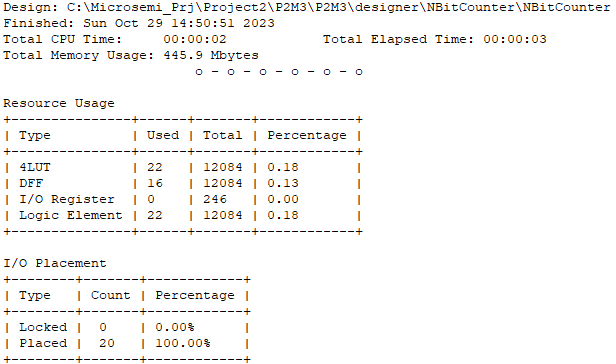 Design: C:\Microsemi_Prj\Project2\P2M3\P2M3\designer\NBitCounter\NBitCounter
Finished: Sun Oct 29 14:50:51 2023
Total CPU Time:     00:00:02            Total Elapsed Time: 00:00:03
Total Memory Usage: 445.9 Mbytes
                        o - o - o - o - o - o
Resource Usage
+---------------+------+-------+------------+
| Type          | Used | Total | Percentage |
+---------------+------+-------+------------+
| 4LUT          | 22   | 12084 | 0.18       |
| DFF           | 16   | 12084 | 0.13       |
| I/O Register  | 0    | 246   | 0.00       |
| Logic Element | 22   | 12084 | 0.18       |
+---------------+------+-------+------------+
I/O Placement
+--------+-------+------------+
| Type   | Count | Percentage |
+--------+-------+------------+
| Locked |  0    | 0.00%      |
| Placed |  20   | 100.00%    |
+--------+-------+------------+